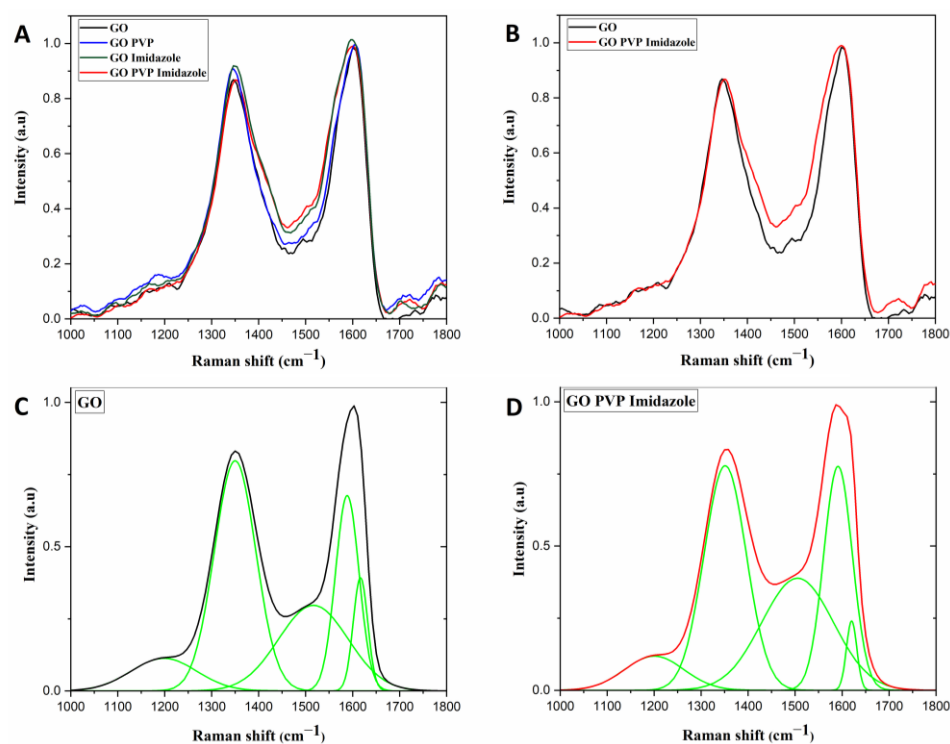 A
GO
GO PVP
GO Imidazole
GO PVP Imidazole
Intensity (a.u)
1.0
0.8
0.6
0.4
0.2
0.0
1000 1100 1200 1300 1400 1500 1600 1700 1800
Raman shift (cm⁻¹)
B
GO
GO PVP Imidazole
Intensity (a.u)
1.0
0.8
0.6
0.4
0.2
0.0
1000 1100 1200 1300 1400 1500 1600 1700 1800
Raman shift (cm⁻¹)
C
GO
Intensity (a.u)
1.0
0.5
0.0
1000 1100 1200 1300 1400 1500 1600 1700 1800
Raman shift (cm⁻¹)
D
GO PVP Imidazole
Intensity (a.u)
1.0
0.5
0.0
1000 1100 1200 1300 1400 1500 1600 1700 1800
Raman shift (cm⁻¹)